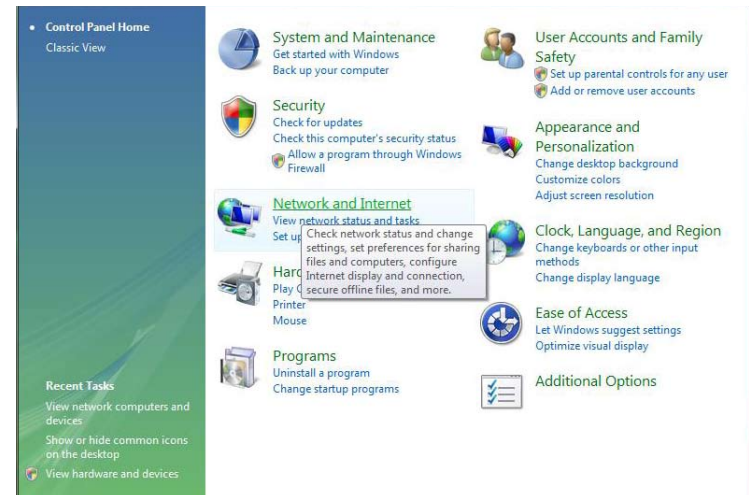 Control Panel Home
Classic View
Recent Tasks
View network computers and
devices
Show or hide common icons
on the desktop
View hardware and devices
System and Maintenance
Get started with Windows
Back up your computer
Security
Check for updates
Check this computer's security status
Allow a program through Windows
Firewall
Network and Internet
View network status and tasks
Set up
Check network status and change
settings, set preferences for sharing
files and computers, configure
Internet display and connection,
secure offline files, and more.
Hard
Play C
Printer
Mouse
Programs
Uninstall a program
Change startup programs
User Accounts and Family
Safety
Set up parental controls for any user
Add or remove user accounts
Appearance and
Personalization
Change desktop background
Customize colors
Adjust screen resolution
Clock, Language, and Region
Change keyboards or other input
methods
Change display language
Ease of Access
Let Windows suggest settings
Optimize visual display
Additional Options